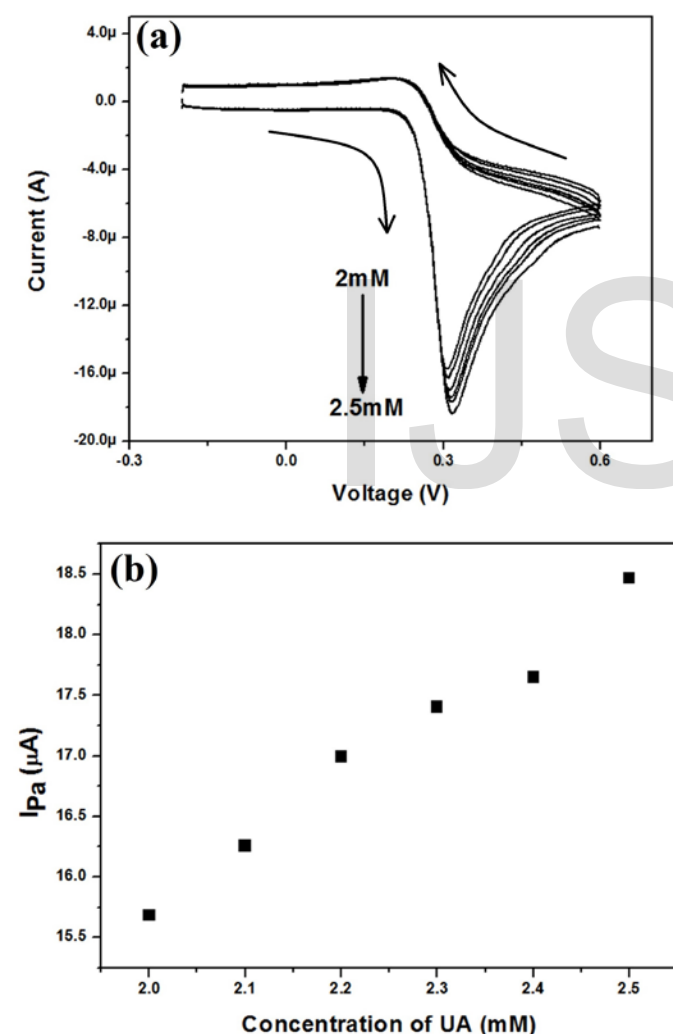 (a)
4.0µ
0.0
-4.0µ
-8.0µ
-12.0µ
-16.0µ
-20.0µ
Current (A)
2mM
2.5mM
-0.3
0.0
0.3
0.6
Voltage (V)
IJS
(b)
18.5
18.0
17.5
17.0
16.5
16.0
15.5
IPa (µA)
2.0
2.1
2.2
2.3
2.4
2.5
Concentration of UA (mM)